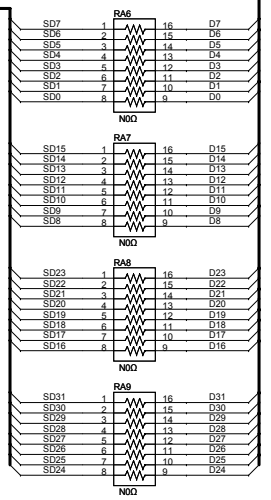 RA6
SD7 1 16 D7
SD6 2 15 D6
SD5 3 14 D5
SD4 4 13 D4
SD3 5 12 D3
SD2 6 11 D2
SD1 7 10 D1
SD0 8 9 D0
N0Ω
RA7
SD15 1 16 D15
SD14 2 15 D14
SD13 3 14 D13
SD12 4 13 D12
SD11 5 12 D11
SD10 6 11 D10
SD9 7 10 D9
SD8 8 9 D8
N0Ω
RA8
SD23 1 16 D23
SD22 2 15 D22
SD21 3 14 D21
SD20 4 13 D20
SD19 5 12 D19
SD18 6 11 D18
SD17 7 10 D17
SD16 8 9 D16
N0Ω
RA9
SD31 1 16 D31
SD30 2 15 D30
SD29 3 14 D29
SD28 4 13 D28
SD27 5 12 D27
SD26 6 11 D26
SD25 7 10 D25
SD24 8 9 D24
N0Ω